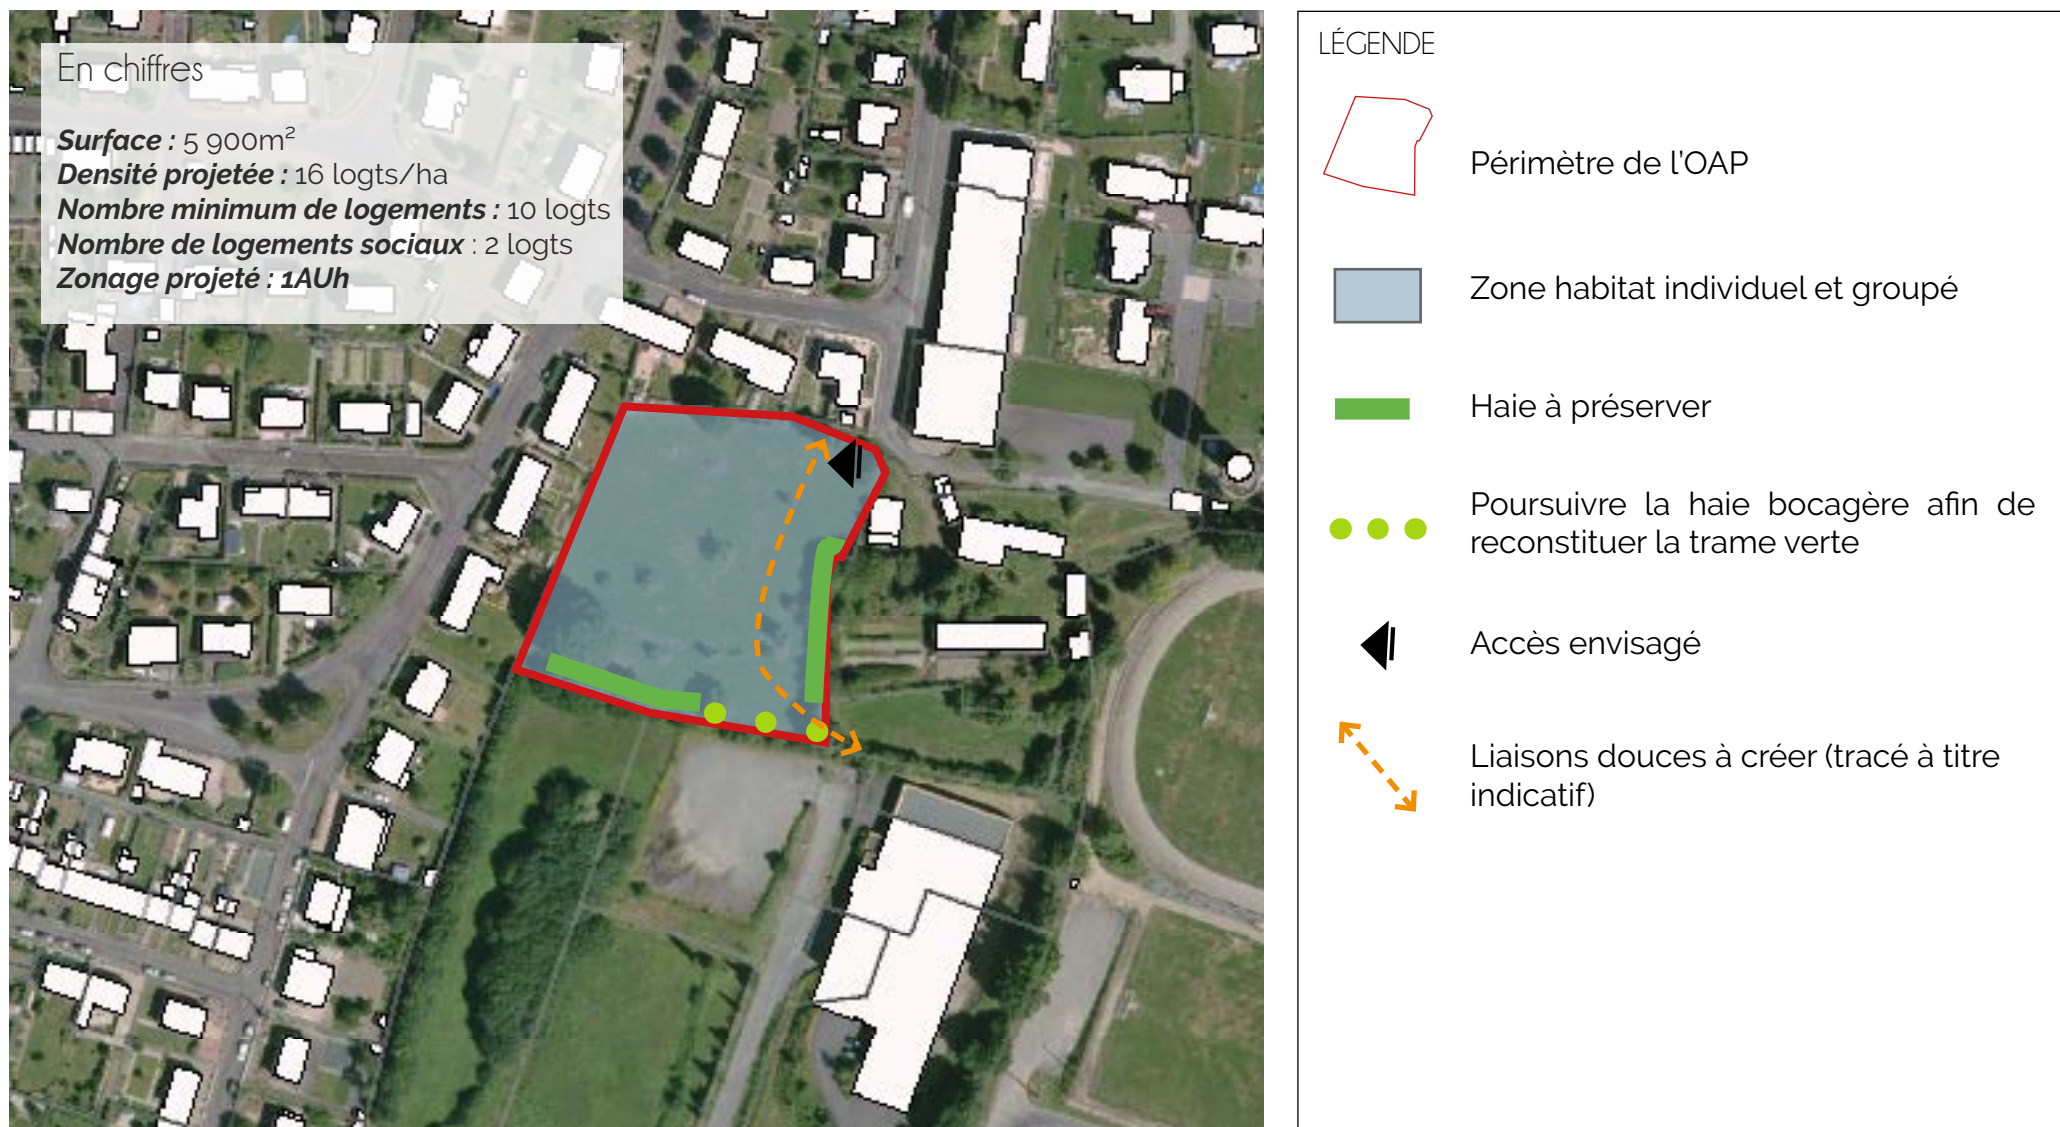 En chiffres
Surface : 5 900m²
Densité projetée : 16 logts/ha
Nombre minimum de logements : 10 logts
Nombre de logements sociaux : 2 logts
Zonage projeté : 1AUh
LÉGENDE
Périmètre de l'OAP
Zone habitat individuel et groupé
Haie à préserver
Poursuivre la haie bocagère afin de
reconstituer la trame verte
Accès envisagé
Liaisons douces à créer (tracé à titre
indicatif)